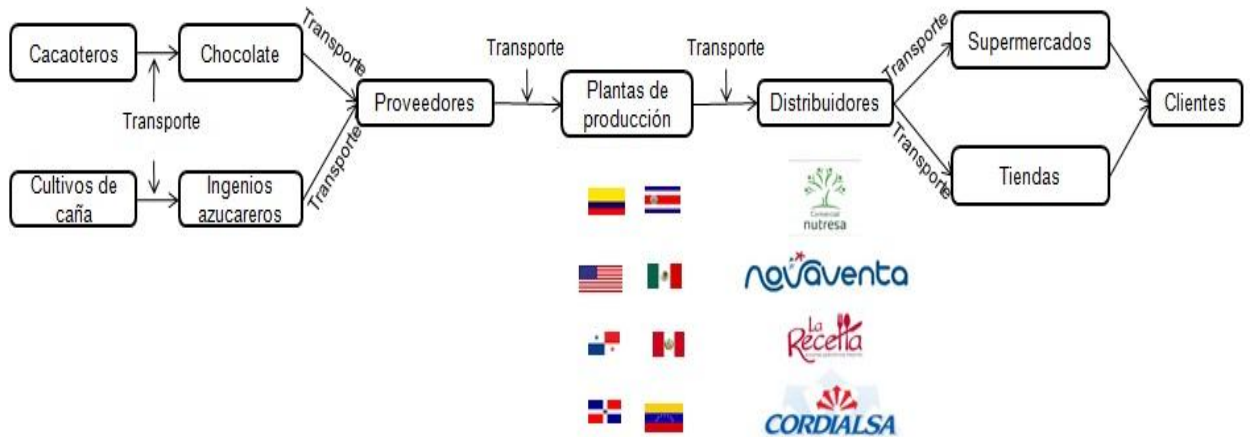 Cacaoteros
Chocolate
Transporte
Transporte
Cultivos de
caña
Ingenios
azucareros
Transporte
Proveedores
Transporte
Plantas de
producción
Transporte
Distribuidores
Transporte
Supermercados
Transporte
Tiendas
Clientes
Comercial
nutresa
novaventa
La
Receta
CORDIALSA